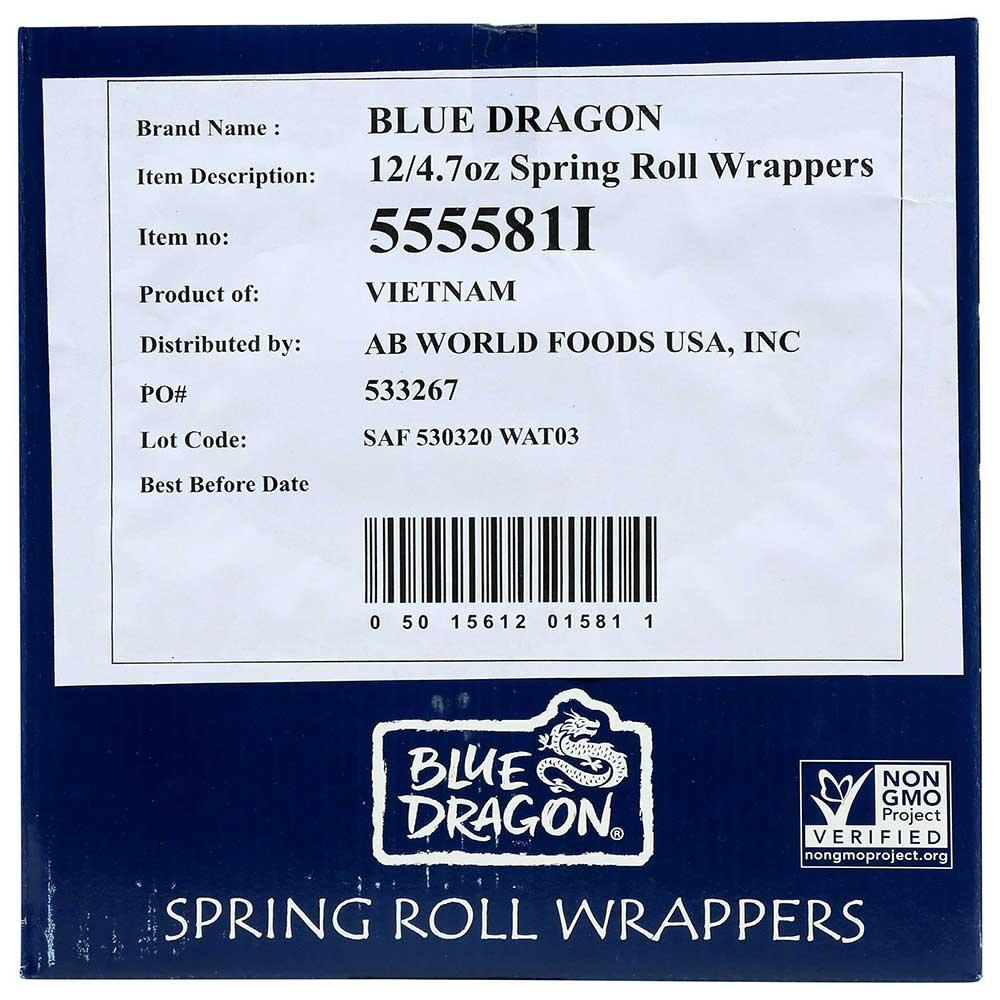 Brand Name : BLUE DRAGON
Item Description: 12/4.7oz Spring Roll Wrappers
Item no: 555581I
Product of: VIETNAM
Distributed by: AB WORLD FOODS USA, INC
PO# 533267
Lot Code: SAF 530320 WAT03
Best Before Date
0 50 15612 01581 1
BLUE
DRAGON®
NON
GMO
Project
VERIFIED
nongmoproject.org
SPRING ROLL WRAPPERS